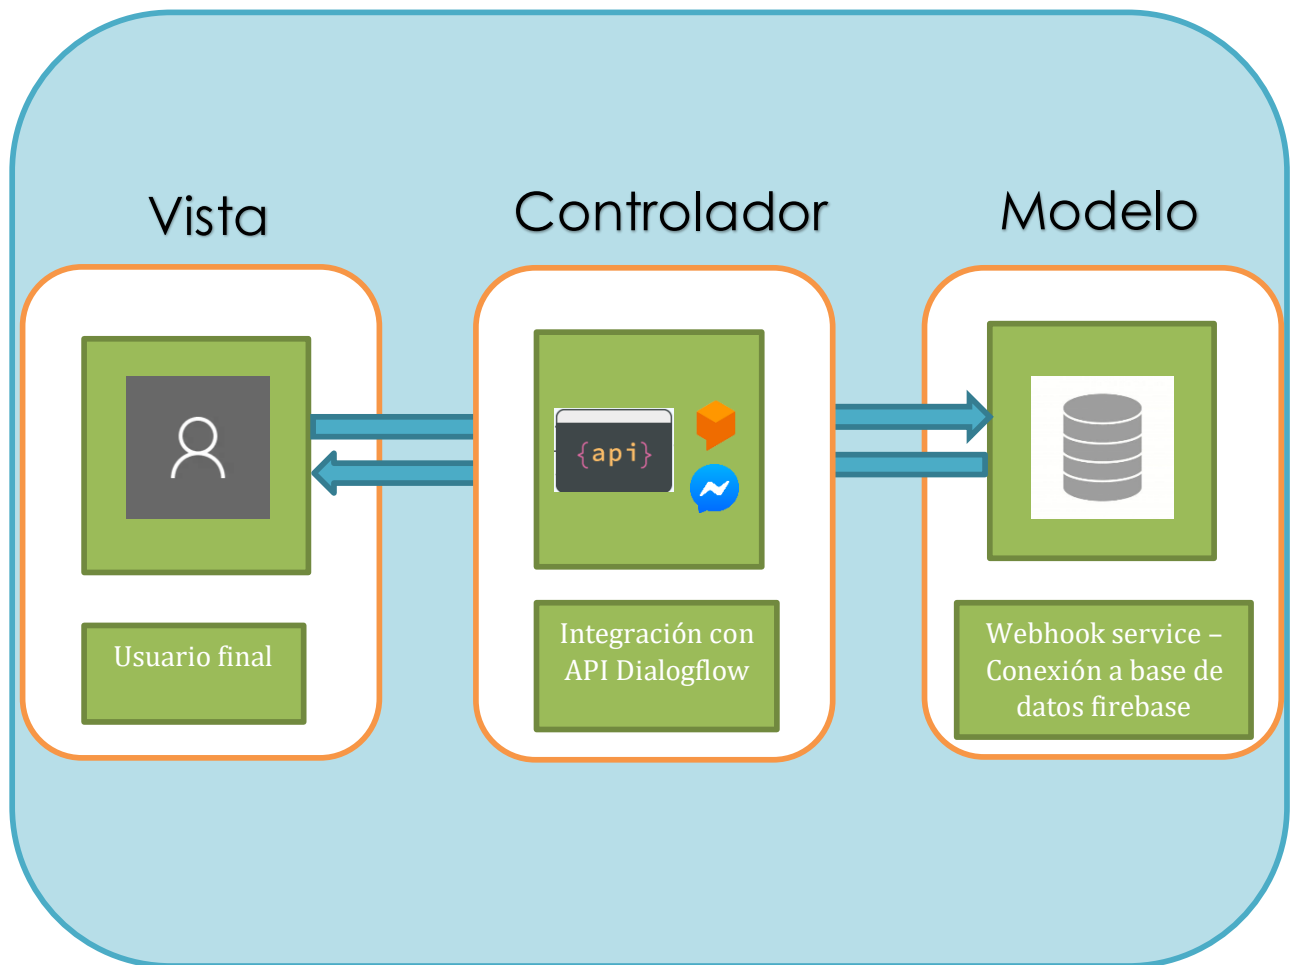 Vista
Controlador
Modelo
{api}
Usuario final
Integración con
API Dialogflow
Webhook service –
Conexión a base de
datos firebase